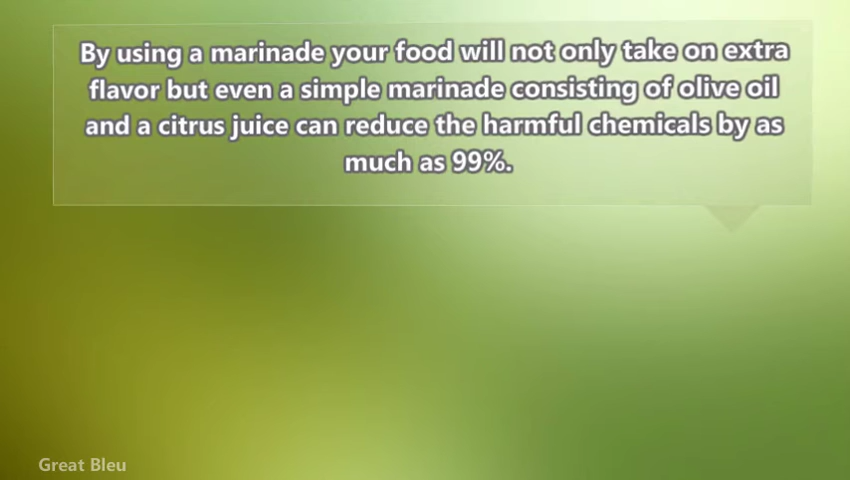 By using a marinade your food will not only take on extra
flavor but even a simple marinade consisting of olive oil
and a citrus juice can reduce the harmful chemicals by as
much as 99%.
Great Bleu